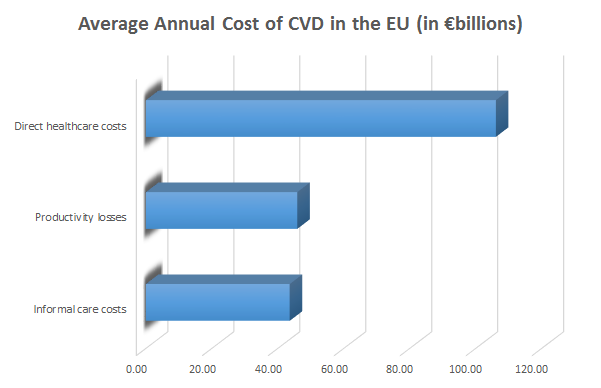 Average Annual Cost of CVD in the EU (in €billions)
Direct healthcare costs
Productivity losses
Informal care costs
0.00 20.00 40.00 60.00 80.00 100.00 120.00